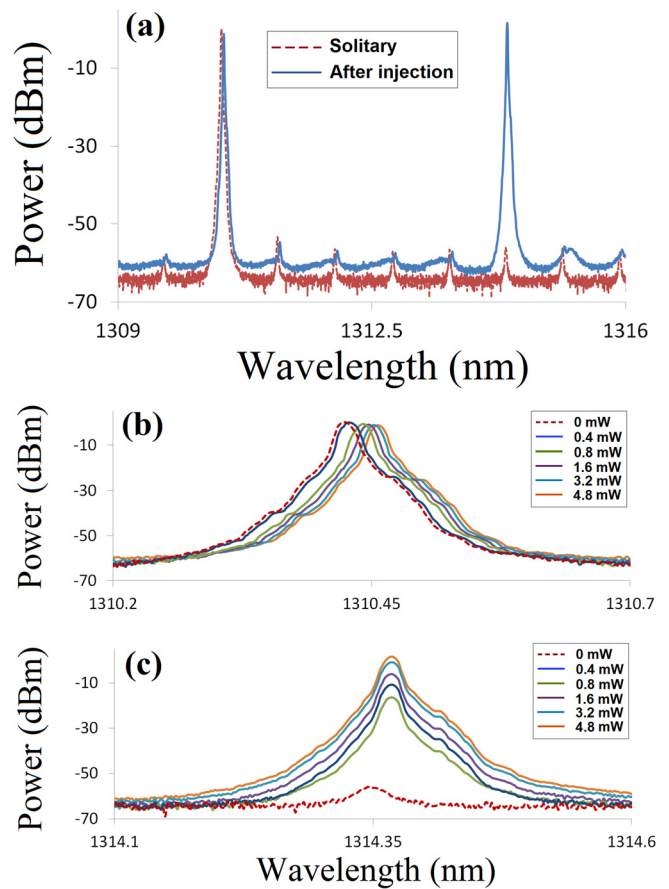 (a)
Solitary
After injection
Power (dBm)
-10
-30
-50
-70
1309
1312.5
1316
Wavelength (nm)
(b)
0 mW
0.4 mW
0.8 mW
1.6 mW
3.2 mW
4.8 mW
Power (dBm)
-10
-30
-50
-70
1310.2
1310.45
1310.7
(c)
0 mW
0.4 mW
0.8 mW
1.6 mW
3.2 mW
4.8 mW
Power (dBm)
-10
-30
-50
-70
1314.1
1314.35
1314.6
Wavelength (nm)